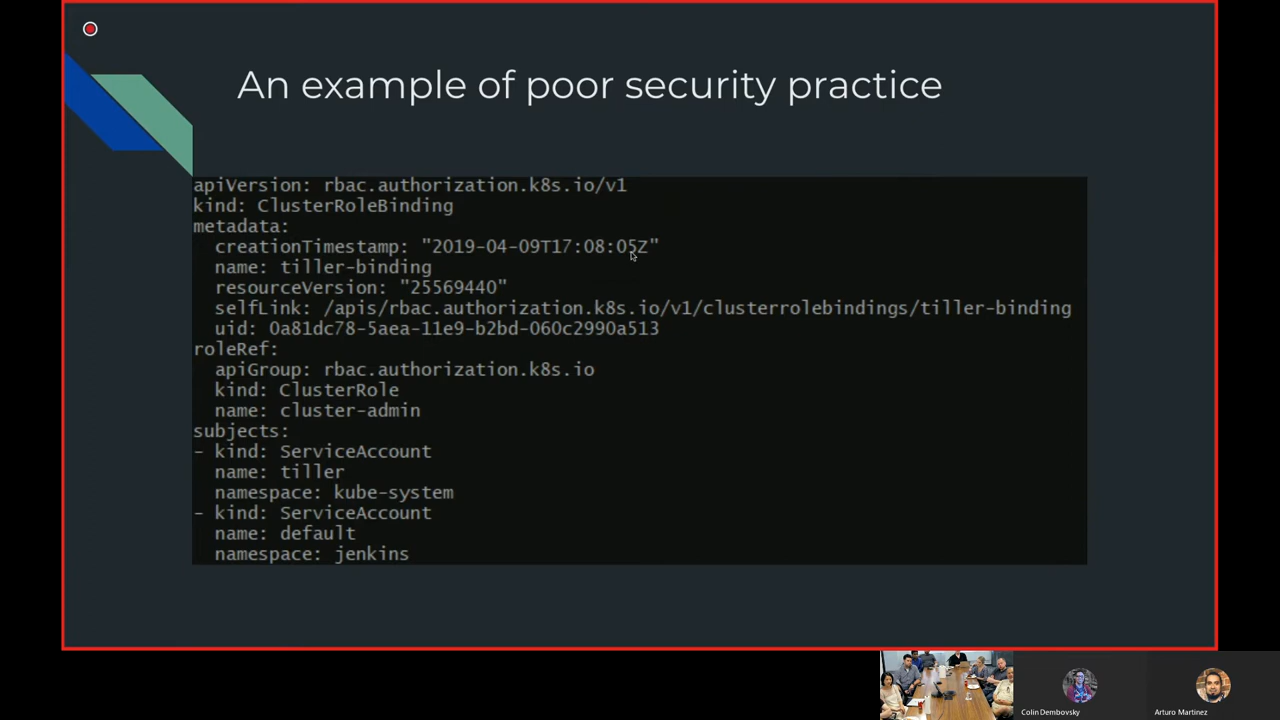 An example of poor security practice
apiVersion: rbac.authorization.k8s.io/v1
kind: ClusterRoleBinding
metadata:
  creationTimestamp: "2019-04-09T17:08:05Z"
  name: tiller-binding
  resourceVersion: "25569440"
  selfLink: /apis/rbac.authorization.k8s.io/v1/clusterrolebindings/tiller-binding
  uid: 0a81dc78-5aea-11e9-b2bd-060c2990a513
roleRef:
  apiGroup: rbac.authorization.k8s.io
  kind: ClusterRole
  name: cluster-admin
subjects:
- kind: ServiceAccount
  name: tiller
  namespace: kube-system
- kind: ServiceAccount
  name: default
  namespace: jenkins
Colin Dembovsky
Arturo Martinez